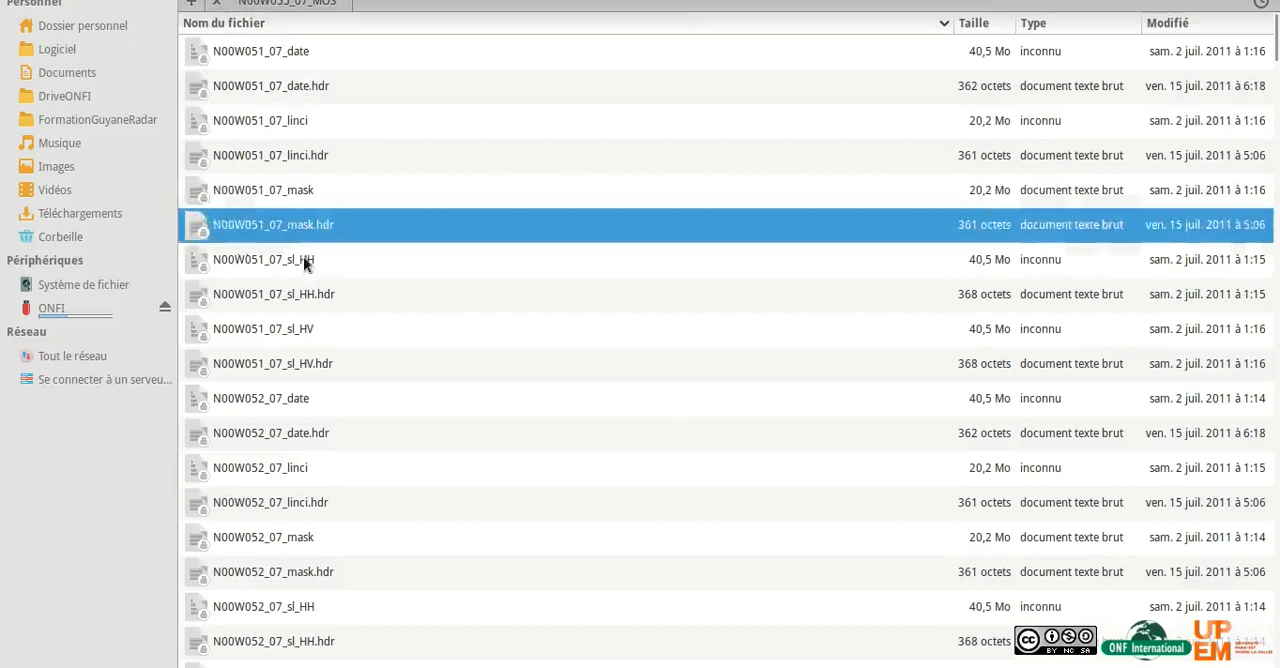 Personnel
N00W055_07_MOS
Nom du fichier Taille Type Modifié
Dossier personnel
Logiciel
Documents
DriveONFI
FormationGuyaneRadar
Musique
Images
Vidéos
Téléchargements
Corbeille
Périphériques
Système de fichier
ONFI
Réseau
Tout le réseau
Se connecter à un serveu...
N00W051_07_date 40,5 Mo inconnu sam. 2 juil. 2011 à 1:16
N00W051_07_date.hdr 362 octets document texte brut ven. 15 juil. 2011 à 6:18
N00W051_07_linci 20,2 Mo inconnu sam. 2 juil. 2011 à 1:16
N00W051_07_linci.hdr 361 octets document texte brut ven. 15 juil. 2011 à 5:06
N00W051_07_mask 20,2 Mo document texte brut sam. 2 juil. 2011 à 1:16
N00W051_07_mask.hdr 361 octets document texte brut ven. 15 juil. 2011 à 5:06
N00W051_07_sl_HH 40,5 Mo inconnu sam. 2 juil. 2011 à 1:15
N00W051_07_sl_HH.hdr 368 octets document texte brut sam. 2 juil. 2011 à 1:15
N00W051_07_sl_HV 40,5 Mo inconnu sam. 2 juil. 2011 à 1:16
N00W051_07_sl_HV.hdr 368 octets document texte brut sam. 2 juil. 2011 à 1:16
N00W052_07_date 40,5 Mo inconnu sam. 2 juil. 2011 à 1:14
N00W052_07_date.hdr 362 octets document texte brut ven. 15 juil. 2011 à 6:18
N00W052_07_linci 20,2 Mo inconnu sam. 2 juil. 2011 à 1:15
N00W052_07_linci.hdr 361 octets document texte brut ven. 15 juil. 2011 à 5:06
N00W052_07_mask 20,2 Mo document texte brut sam. 2 juil. 2011 à 1:14
N00W052_07_mask.hdr 361 octets document texte brut ven. 15 juil. 2011 à 5:06
N00W052_07_sl_HH 40,5 Mo inconnu sam. 2 juil. 2011 à 1:14
N00W052_07_sl_HH.hdr 368 octets
CC BY NC SA
ONF International
UPEM